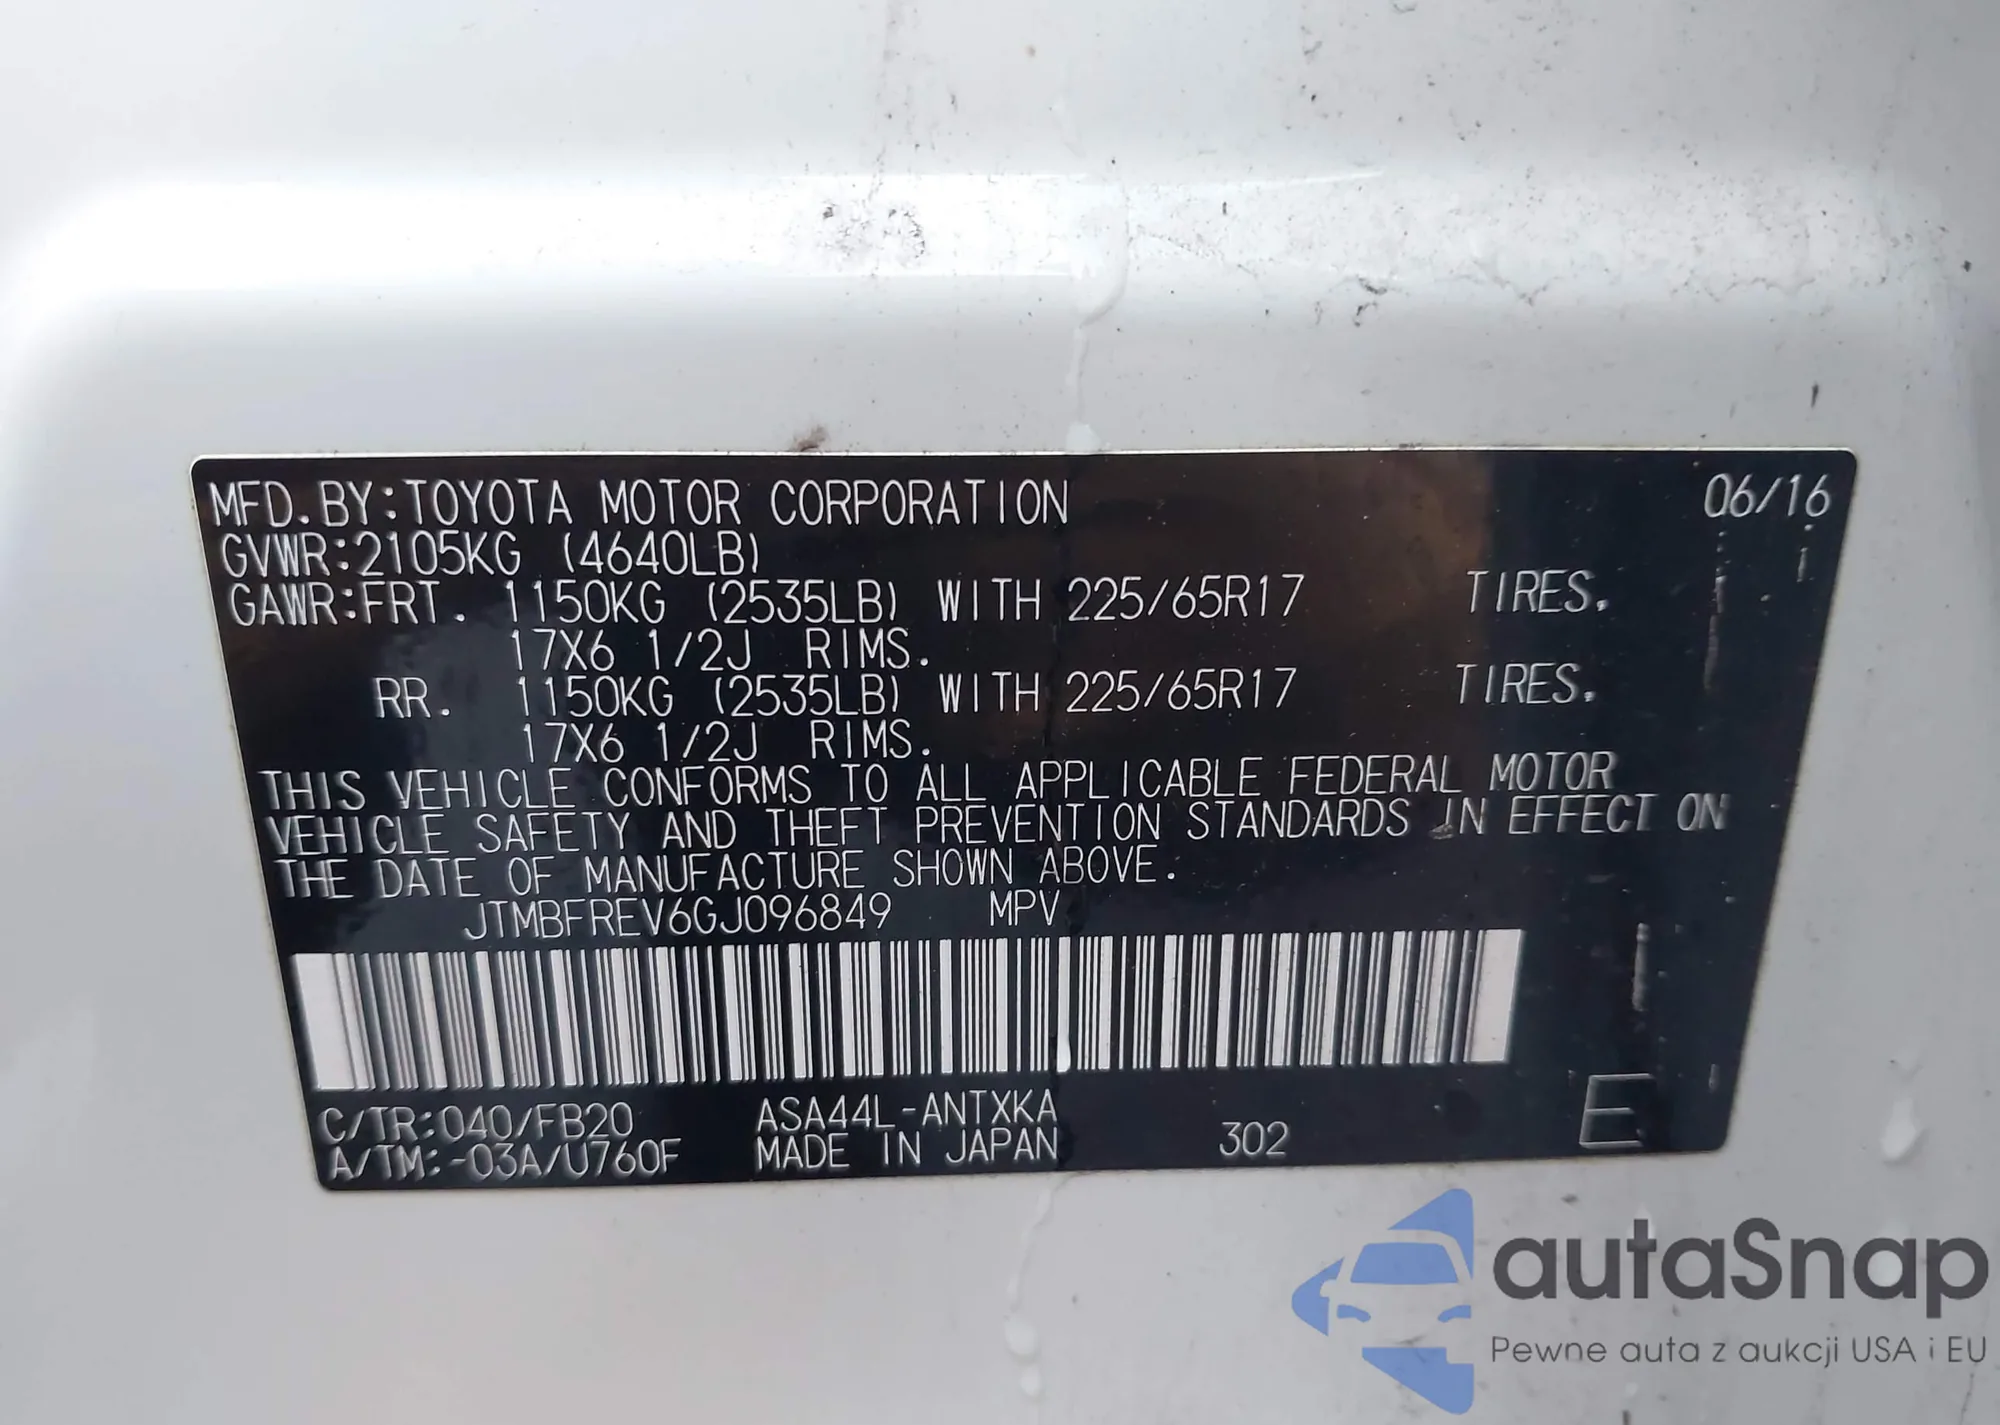 MFD.BY:TOYOTA MOTOR CORPORATION 06/16
GVWR:2105KG (4640LB)
GAWR:FRT. 1150KG (2535LB) WITH 225/65R17 TIRES.
17X6 1/2J RIMS.
RR. 1150KG (2535LB) WITH 225/65R17 TIRES.
17X6 1/2J RIMS.
THIS VEHICLE CONFORMS TO ALL APPLICABLE FEDERAL MOTOR
VEHICLE SAFETY AND THEFT PREVENTION STANDARDS IN EFFECT ON
THE DATE OF MANUFACTURE SHOWN ABOVE.
JTMBFREV6GJ096849 MPV
C/TR:040/FB20 ASA44L-ANTXKA
A/TM:-03A/U760F MADE IN JAPAN 302 E
autaSnap
Pewne auta z aukcji USA i EU